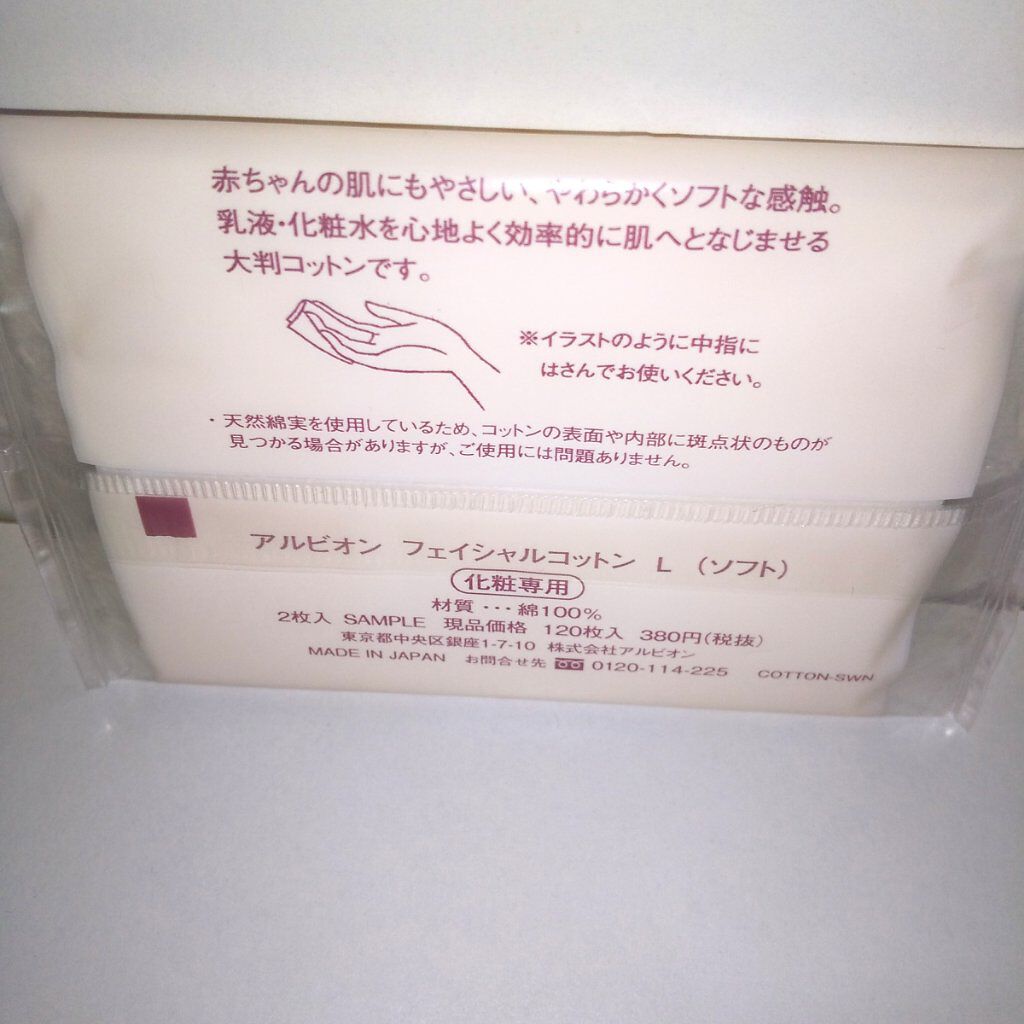 赤ちゃんの肌にもやさしい、やわらかくソフトな感触。
乳液・化粧水を心地よく効率的に肌へとなじませる
大判コットンです。
※イラストのように中指に
はさんでお使いください。
・天然綿実を使用しているため、コットンの表面や内部に斑点状のものが
見つかる場合がありますが、ご使用には問題ありません。
アルビオン フェイシャルコットン L （ソフト）
化粧専用
材質・・・綿100%
2枚入 SAMPLE 現品価格 120枚入 380円（税抜）
東京都中央区銀座1-7-10 株式会社アルビオン
MADE IN JAPAN お問合せ先 0120-114-225 COTTON-SWN